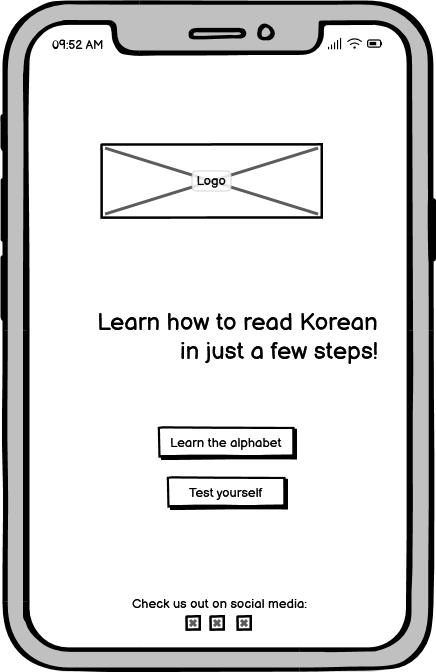 09:52 AM
Logo
Learn how to read Korean
in just a few steps!
Learn the alphabet
Test yourself
Check us out on social media: